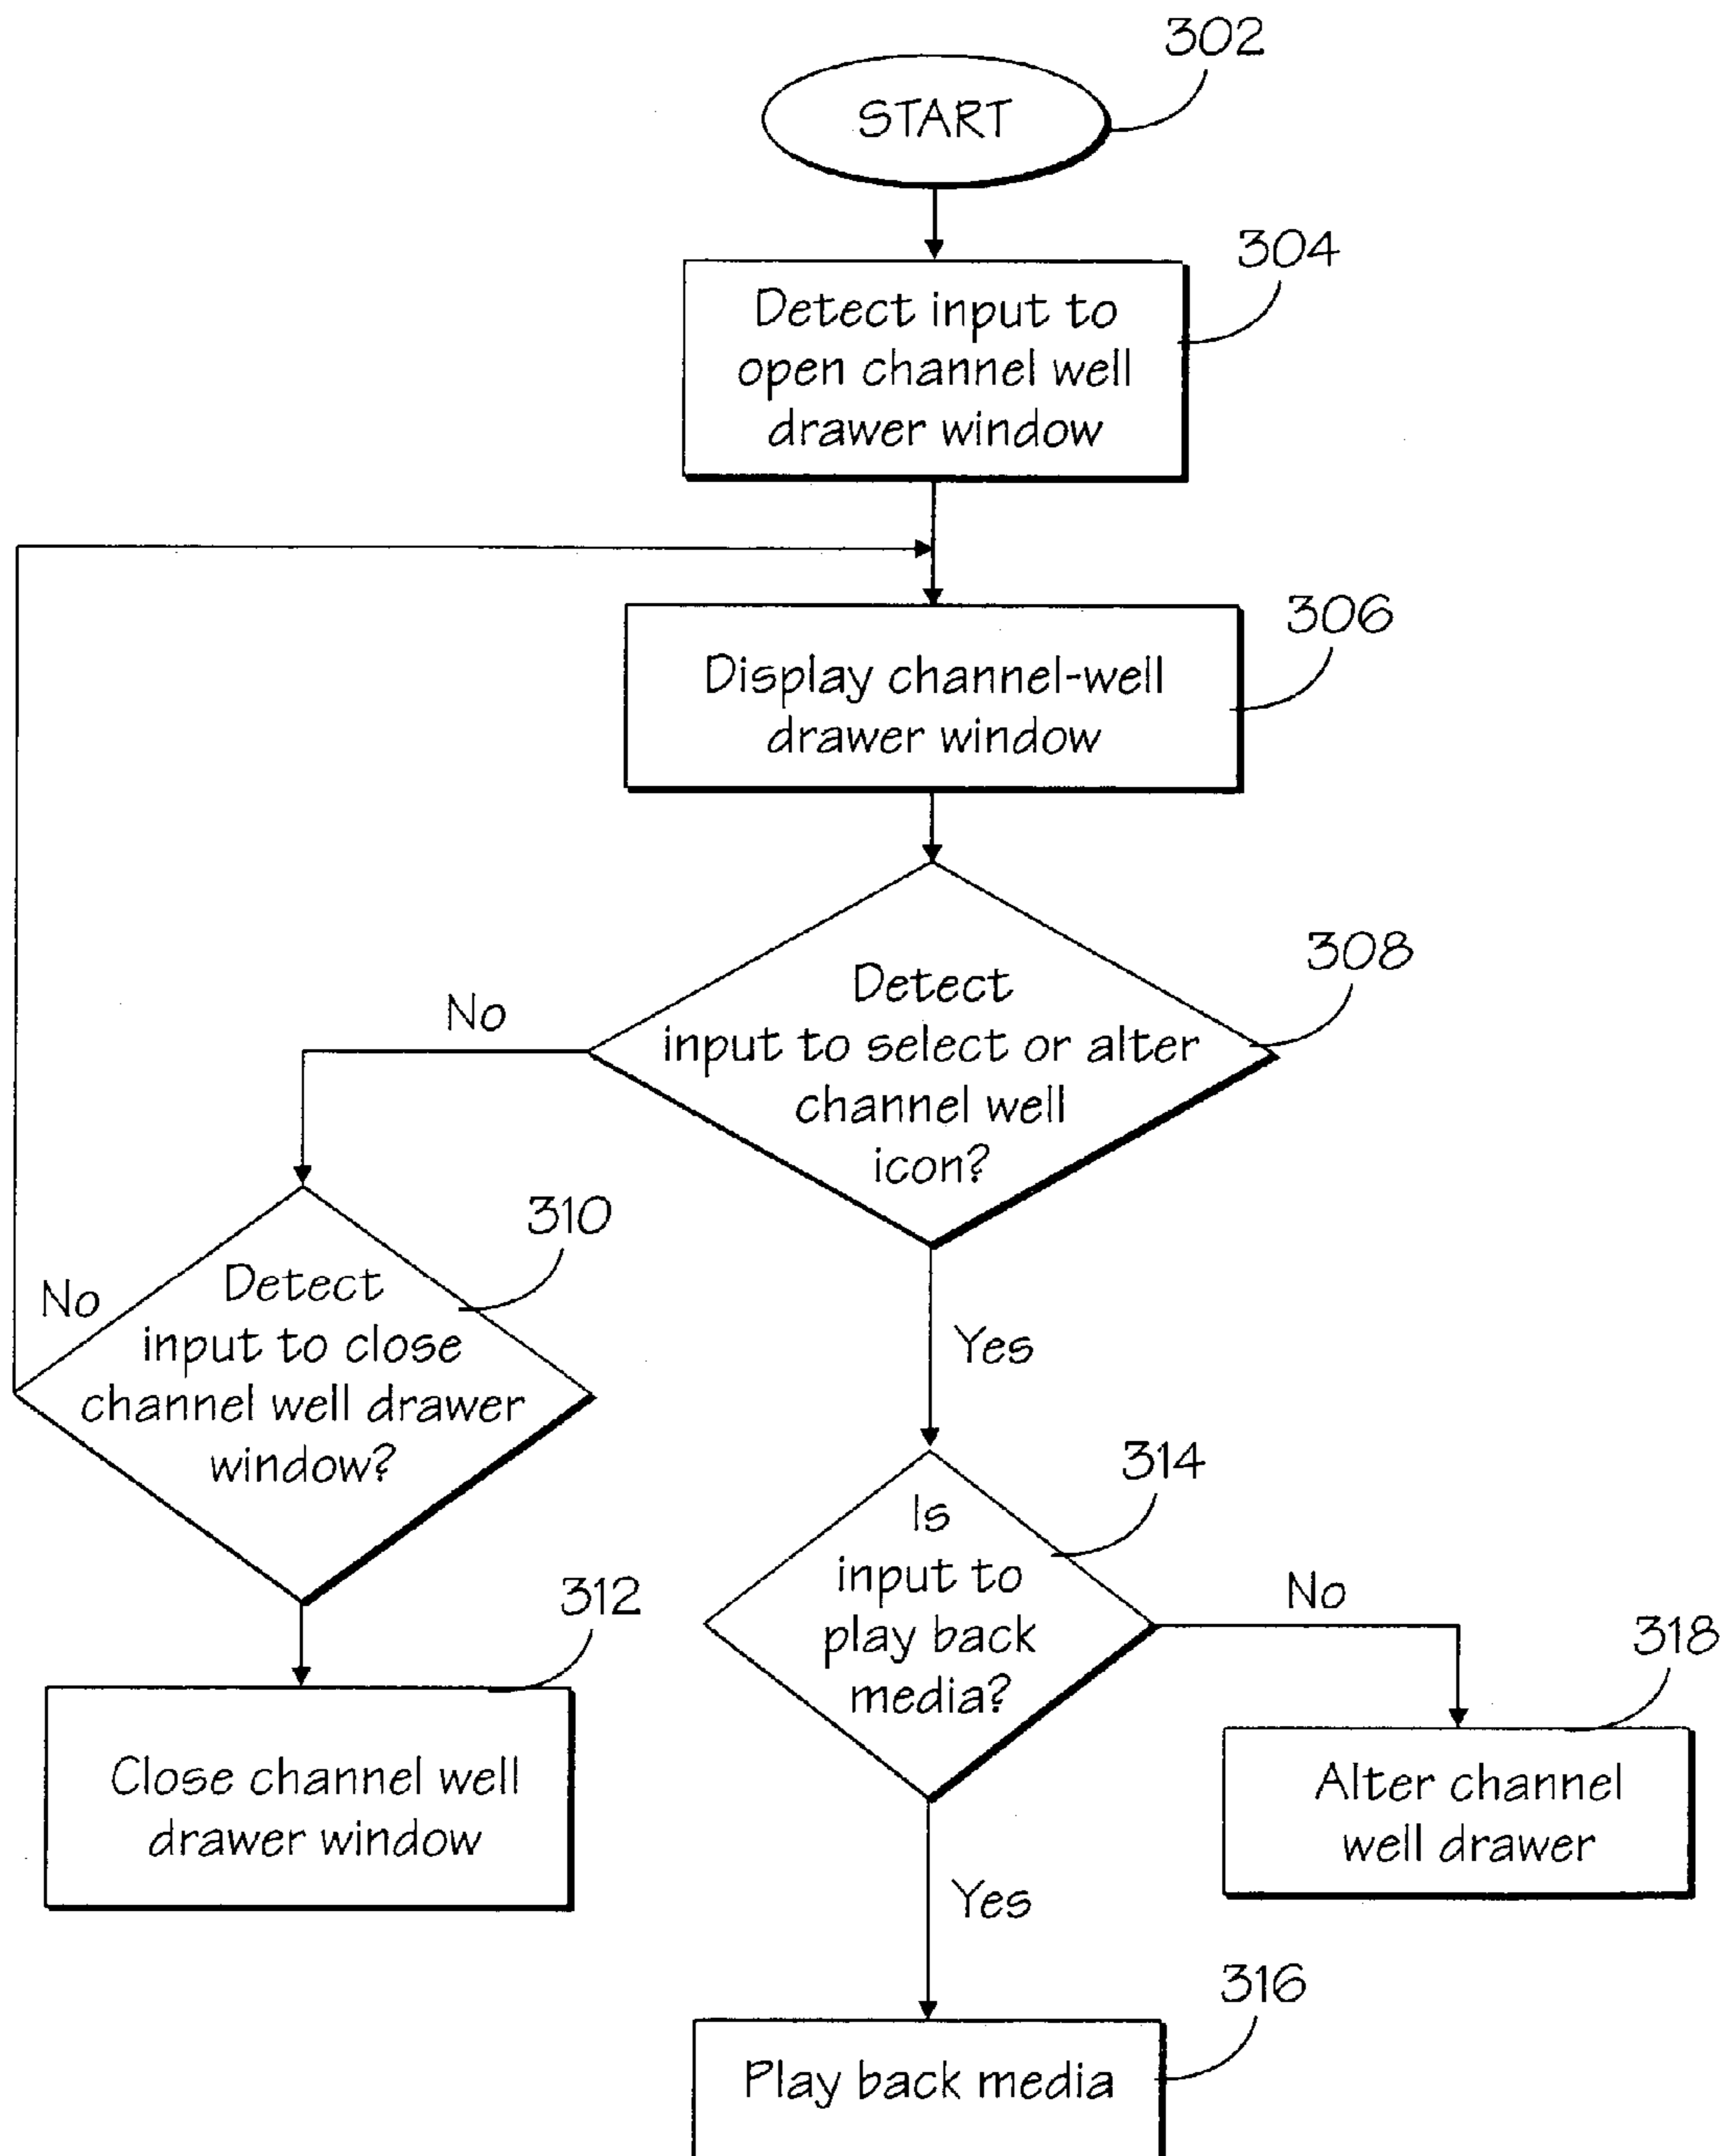 302
START
304
Detect input to
open channel well
drawer window
306
Display channel-well
drawer window
308
Detect
input to select or alter
channel well
icon?
No
310
Detect
input to close
channel well drawer
window?
No
Yes
314
Is
input to
play back
media?
No
312
Close channel well
drawer window
318
Alter channel
well drawer
Yes
316
Play back media